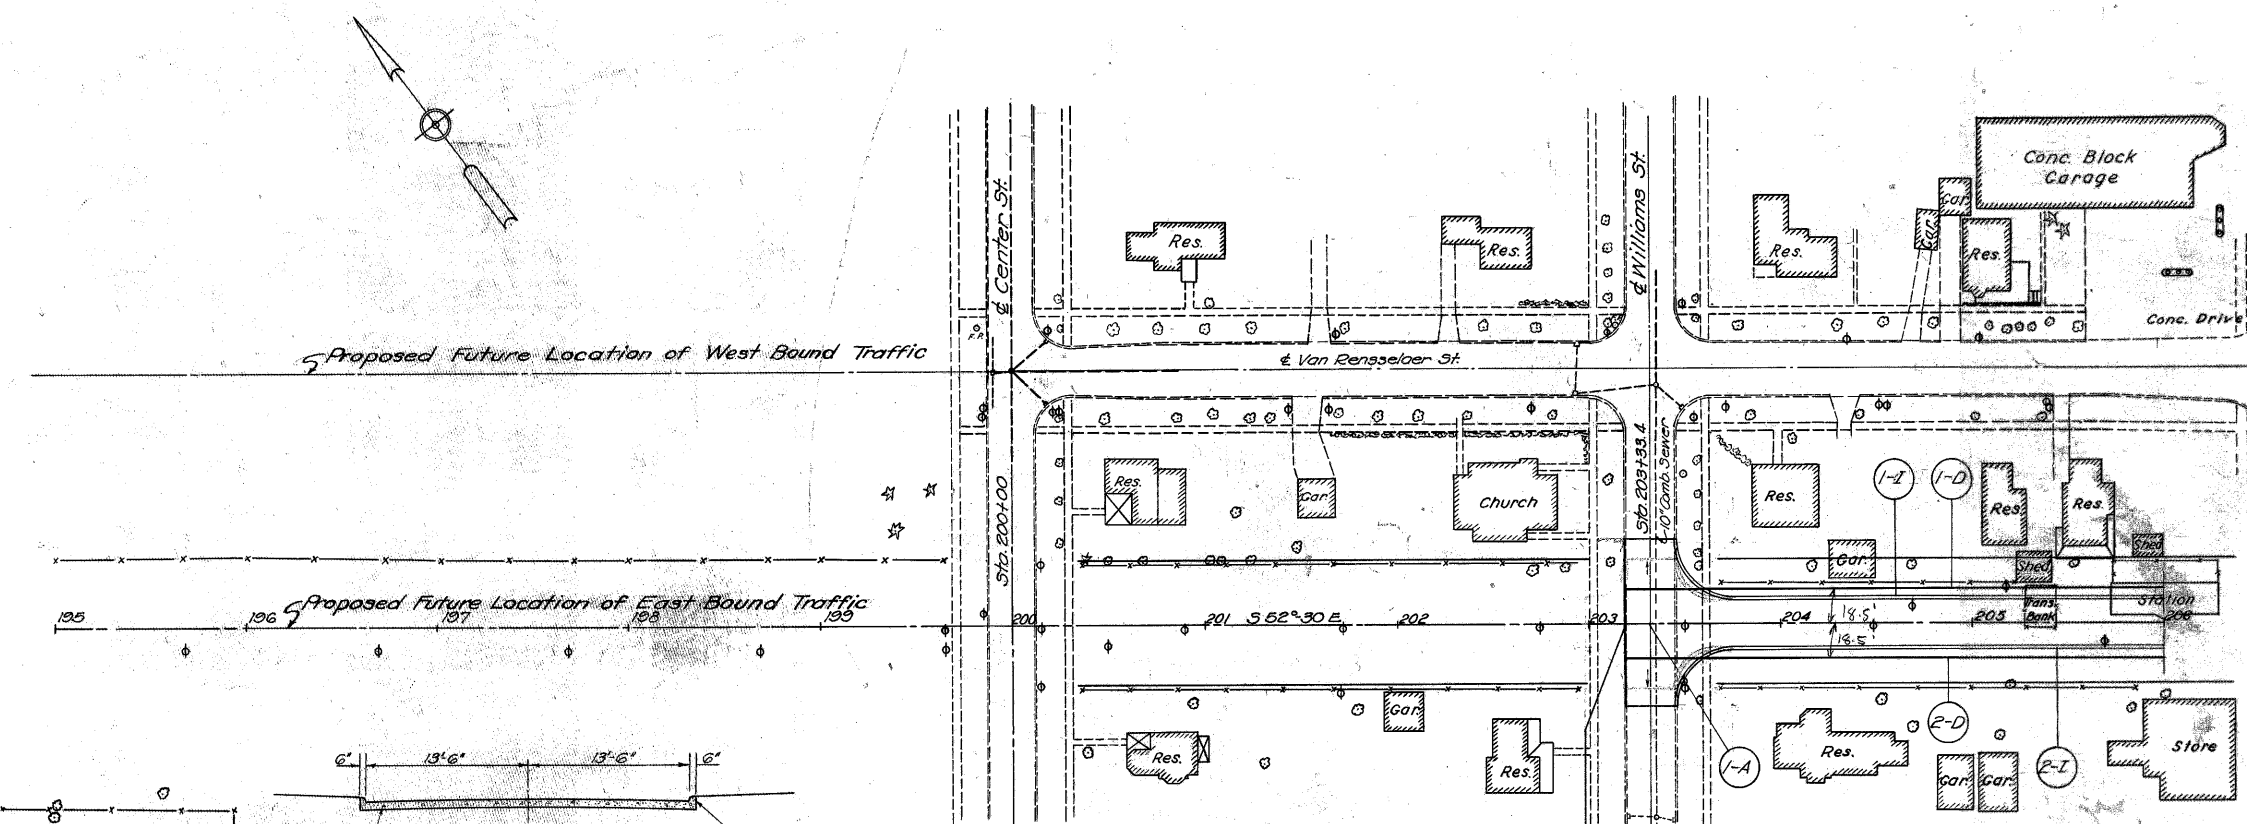 Conc. Block
Garage
Gar.
Gar.
Res.
Res.
Res.
Res.
℄ Center St.
℄ Williams St.
F.P.
Conc. Drive
Proposed Future Location of West Bound Traffic
℄ Van Rensselaer St.
Sta. 200+00
Sta. 203+33.4
10" Comb. Sewer
Res.
Gar.
Church
Res.
1-I
1-D
Res.
Res.
Gar.
Shed
Shed
Proposed Future Location of East Bound Traffic
195
196
197
198
199
200
201
S 52°-30 E
202
203
204
18.5'
18.5'
205
Trans.
Bank
Station
206
Gar.
Res.
Res.
2-D
1-A
Res.
Gar.
Gar.
2-I
Store
6"
13'-6"
13'-6"
6"